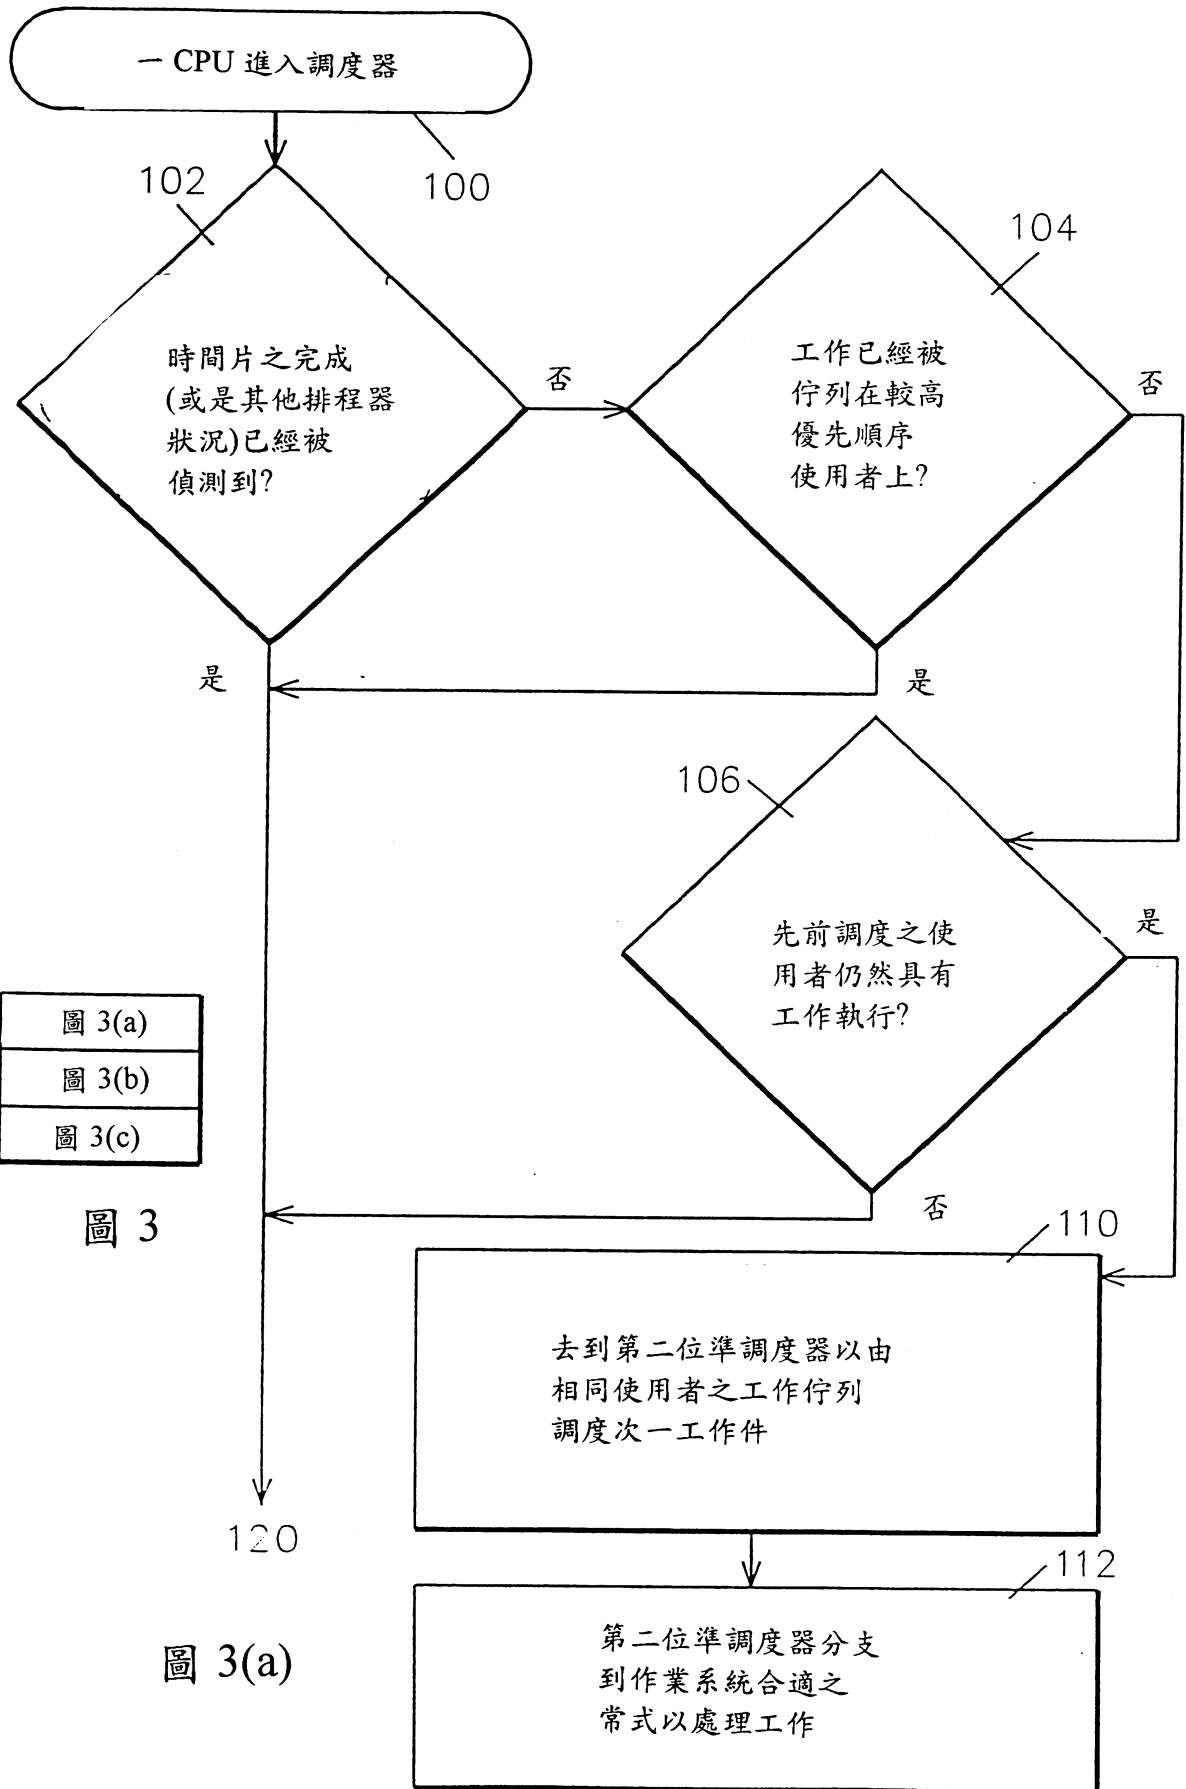 一 CPU 進入調度器
100
102
時間片之完成
(或是其他排程器
狀況)已經被
偵測到?
否
是
104
工作已經被
佇列在較高
優先順序
使用者上?
否
是
106
先前調度之使
用者仍然具有
工作執行?
是
否
圖 3(a)
圖 3(b)
圖 3(c)
圖 3
110
去到第二位準調度器以由
相同使用者之工作佇列
調度次一工作件
120
112
第二位準調度器分支
到作業系統合適之
常式以處理工作
圖 3(a)